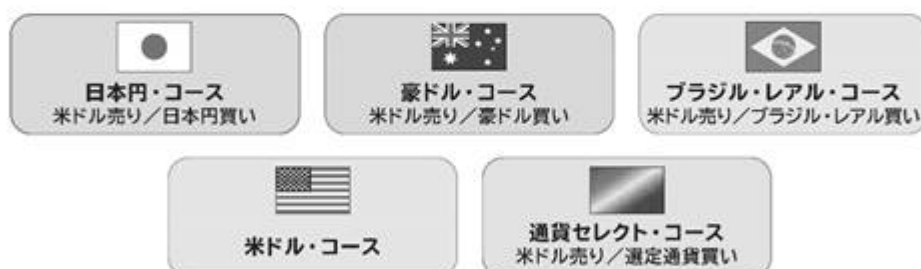 日本円・コース
米ドル売り／日本円買い
豪ドル・コース
米ドル売り／豪ドル買い
ブラジル・レアル・コース
米ドル売り／ブラジル・レアル買い
米ドル・コース
通貨セレクト・コース
米ドル売り／選定通貨買い